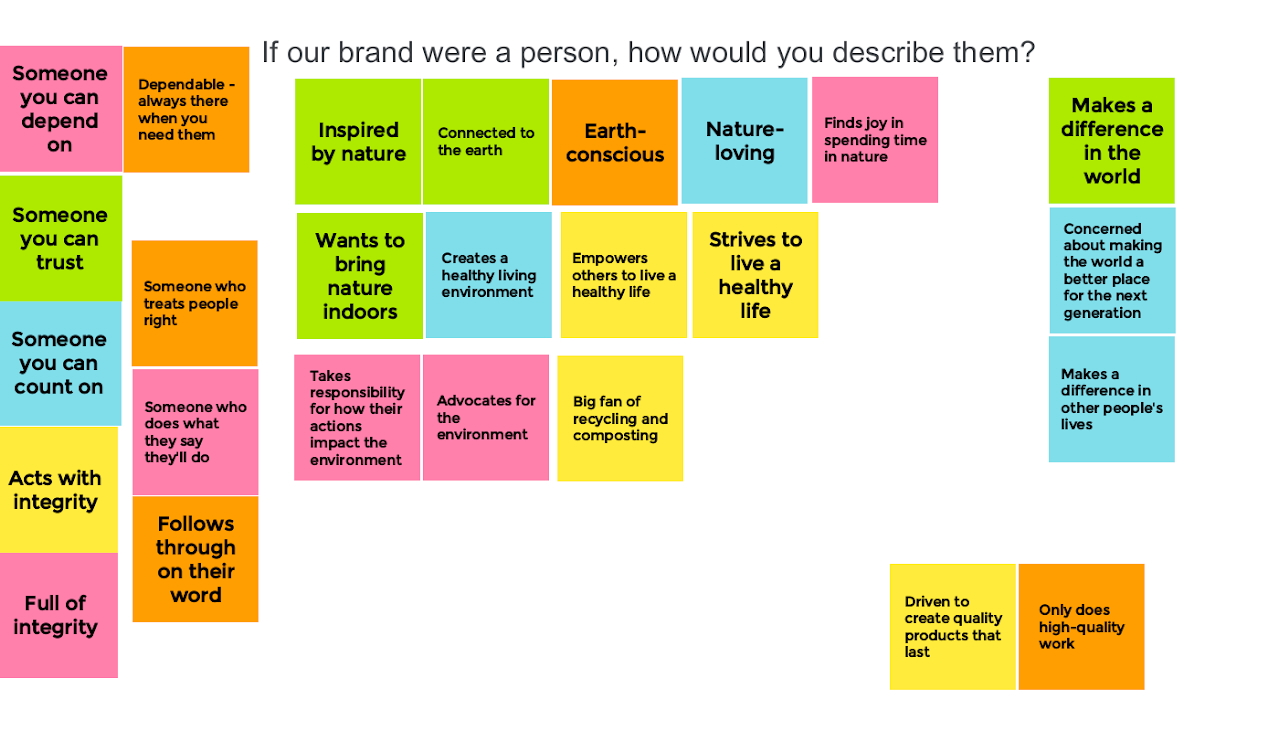 If our brand were a person, how would you describe them?
Someone
you can
depend
on
Dependable -
always there
when you
need them
Someone
you can
trust
Someone
you can
count on
Acts with
integrity
Full of
integrity
Someone who
treats people
right
Someone who
does what
they say
they'll do
Follows
through
on their
word
Inspired
by nature
Connected to
the earth
Earth-
conscious
Nature-
loving
Finds joy in
spending time
in nature
Wants to
bring
nature
indoors
Creates a
healthy living
environment
Empowers
others to live a
healthy life
Strives to
live a
healthy
life
Takes
responsibility
for how their
actions
impact the
environment
Advocates for
the
environment
Big fan of
recycling and
composting
Makes a
difference
in the
world
Concerned
about making
the world a
better place
for the next
generation
Makes a
difference in
other people's
lives
Driven to
create quality
products that
last
Only does
high-quality
work